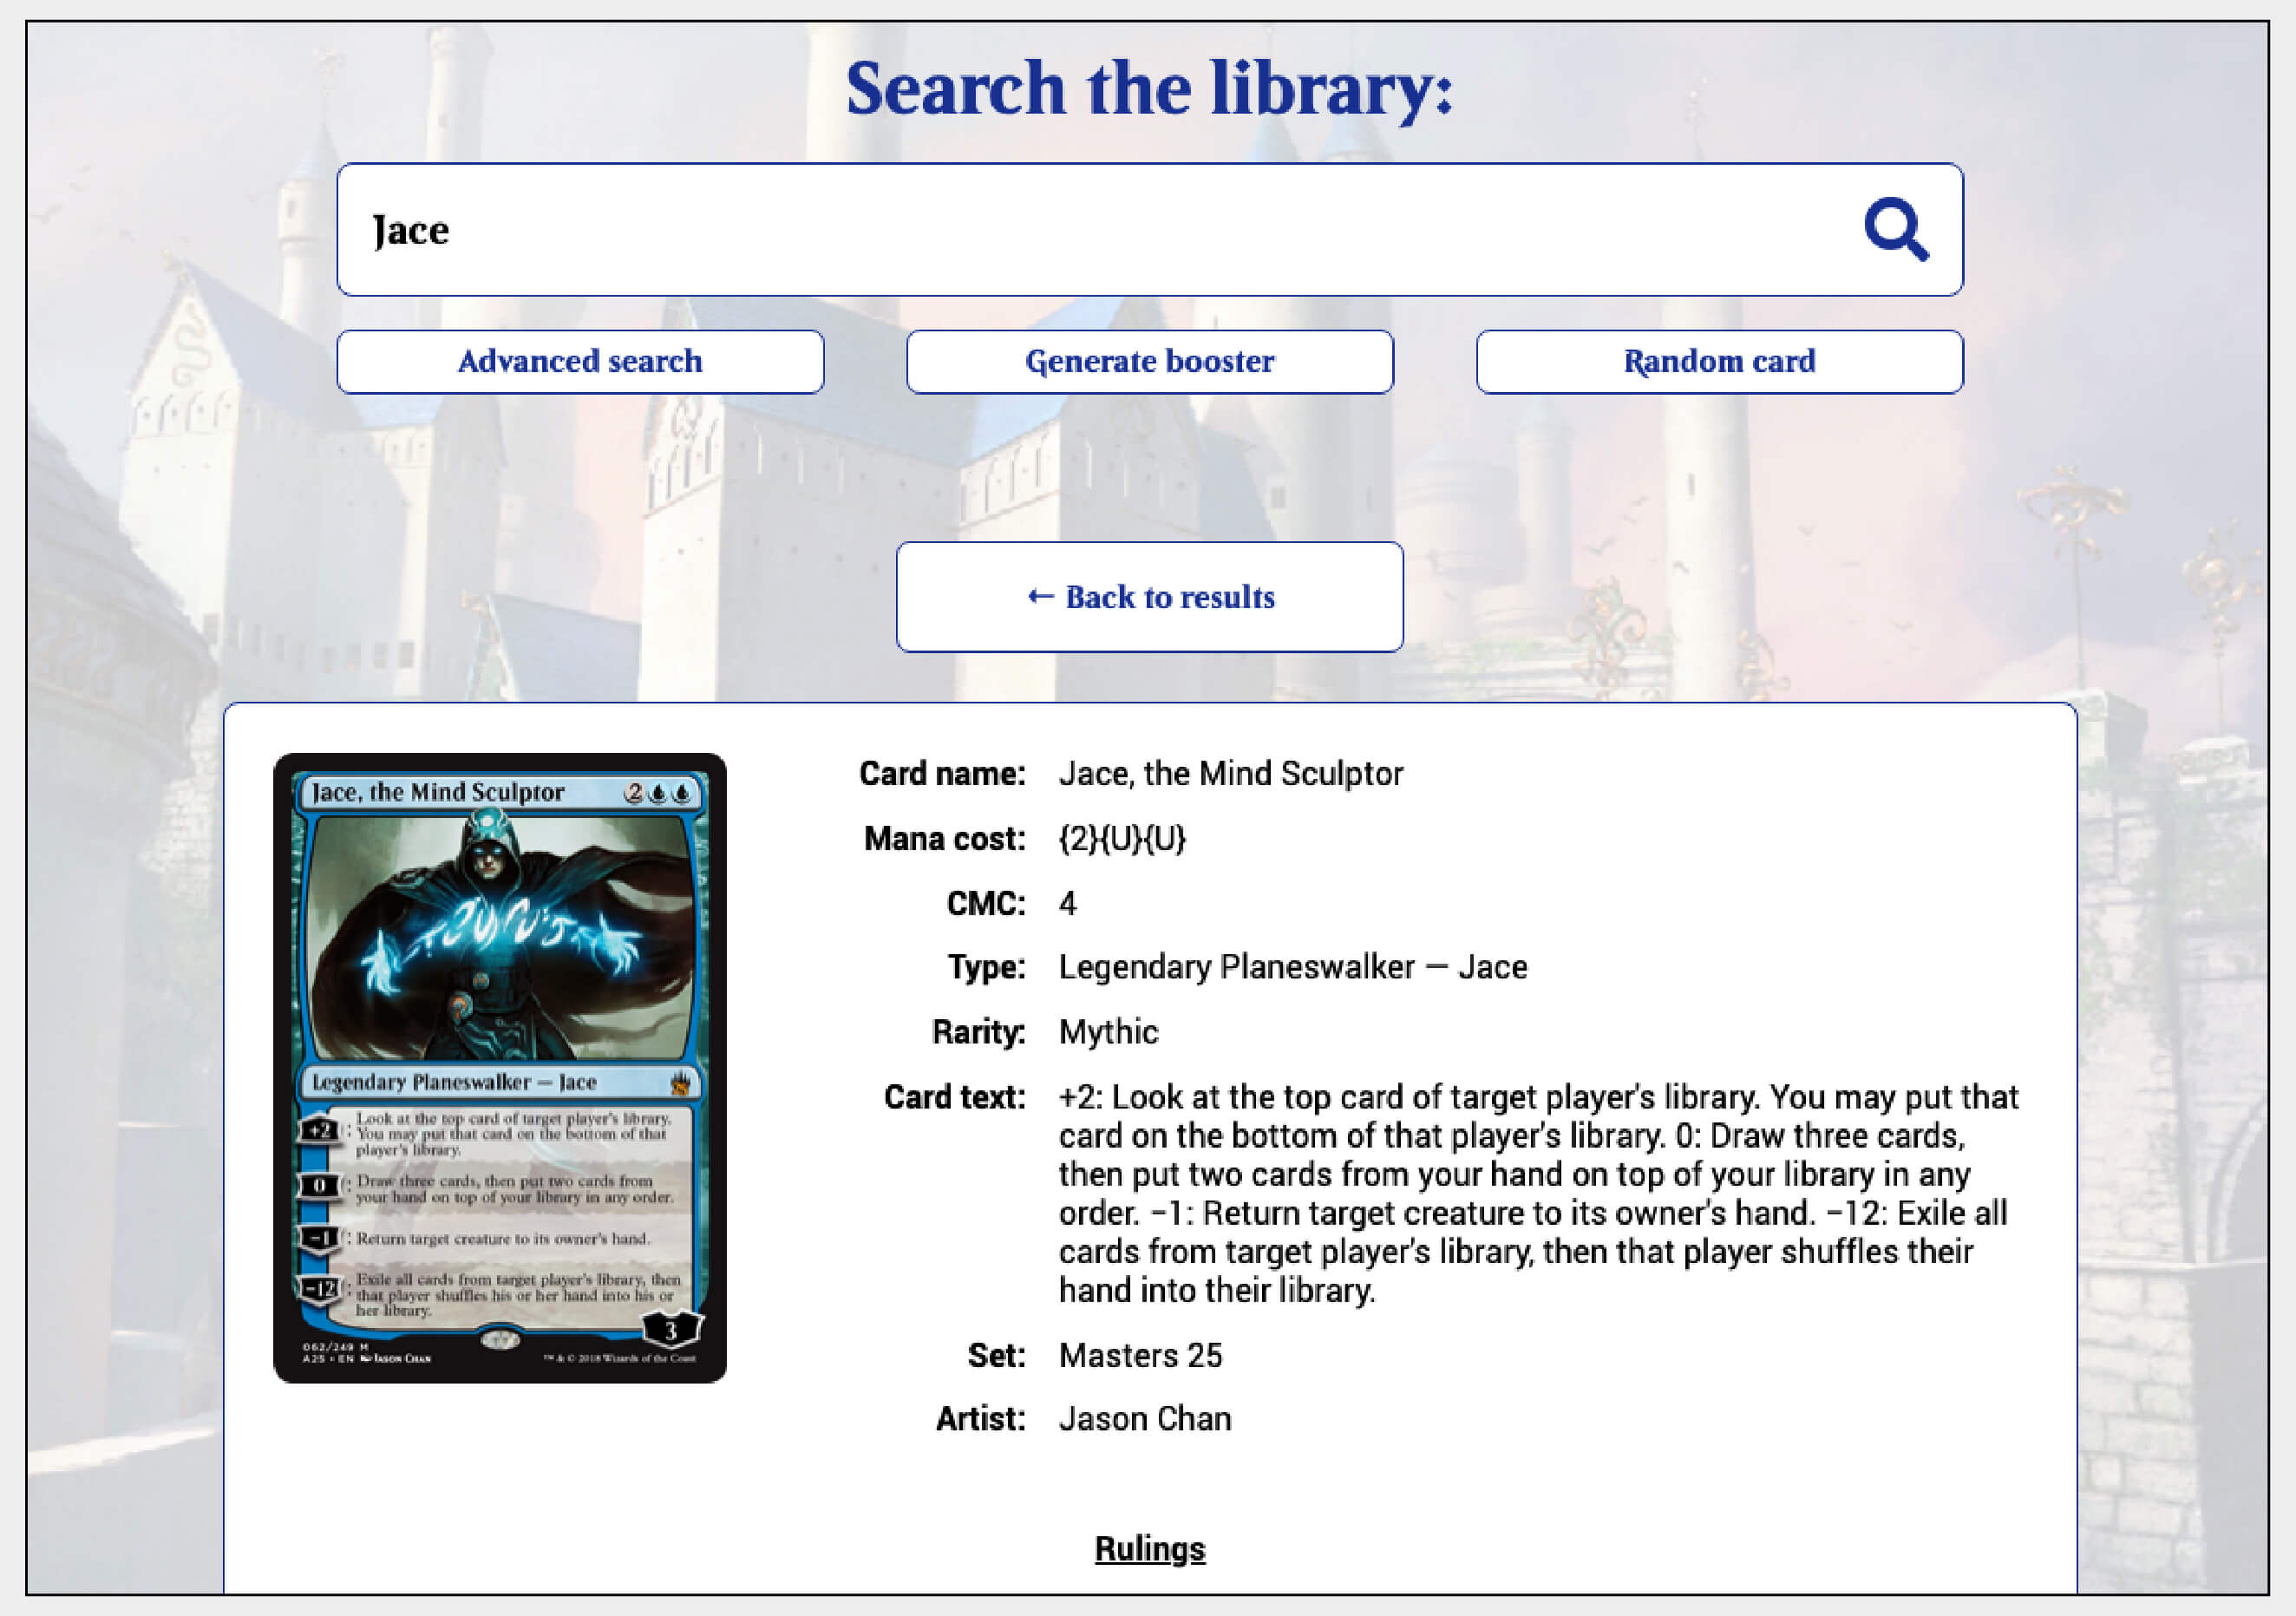 Search the library:
Jace
Advanced search
Generate booster
Random card
← Back to results
Jace, the Mind Sculptor 2
Legendary Planeswalker — Jace
+2: Look at the top card of target player's library.
You may put that card on the bottom of that
player's library.
0: Draw three cards, then put two cards from
your hand on top of your library in any order.
−1: Return target creature to its owner's hand.
−12: Exile all cards from target player's library, then
that player shuffles his or her hand into his or
her library.
3
062/249 M
A25 • EN Jason Chan
™ & © 2018 Wizards of the Coast
Card name: Jace, the Mind Sculptor
Mana cost: {2}{U}{U}
CMC: 4
Type: Legendary Planeswalker — Jace
Rarity: Mythic
Card text: +2: Look at the top card of target player's library. You may put that
card on the bottom of that player's library. 0: Draw three cards,
then put two cards from your hand on top of your library in any
order. −1: Return target creature to its owner's hand. −12: Exile all
cards from target player's library, then that player shuffles their
hand into their library.
Set: Masters 25
Artist: Jason Chan
Rulings